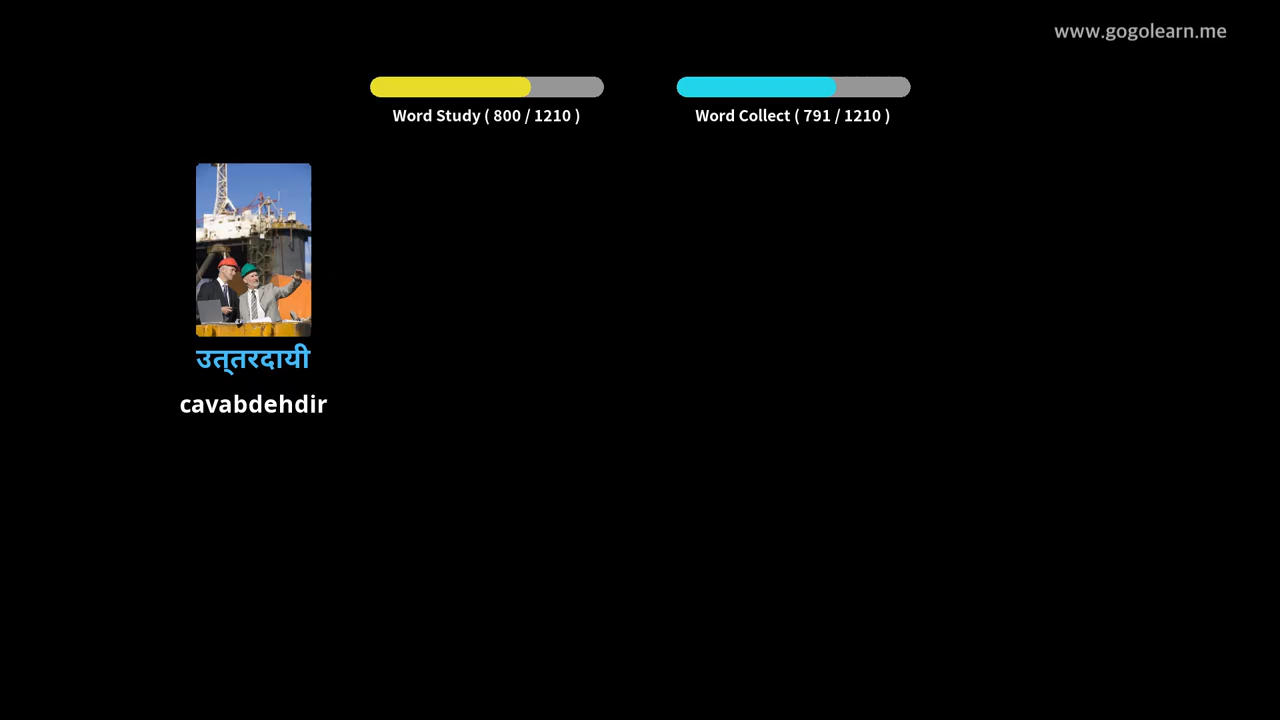 www.gogolearn.me
Word Study ( 800 / 1210 )
Word Collect ( 791 / 1210 )
उत्तरदायी
cavabdehdir